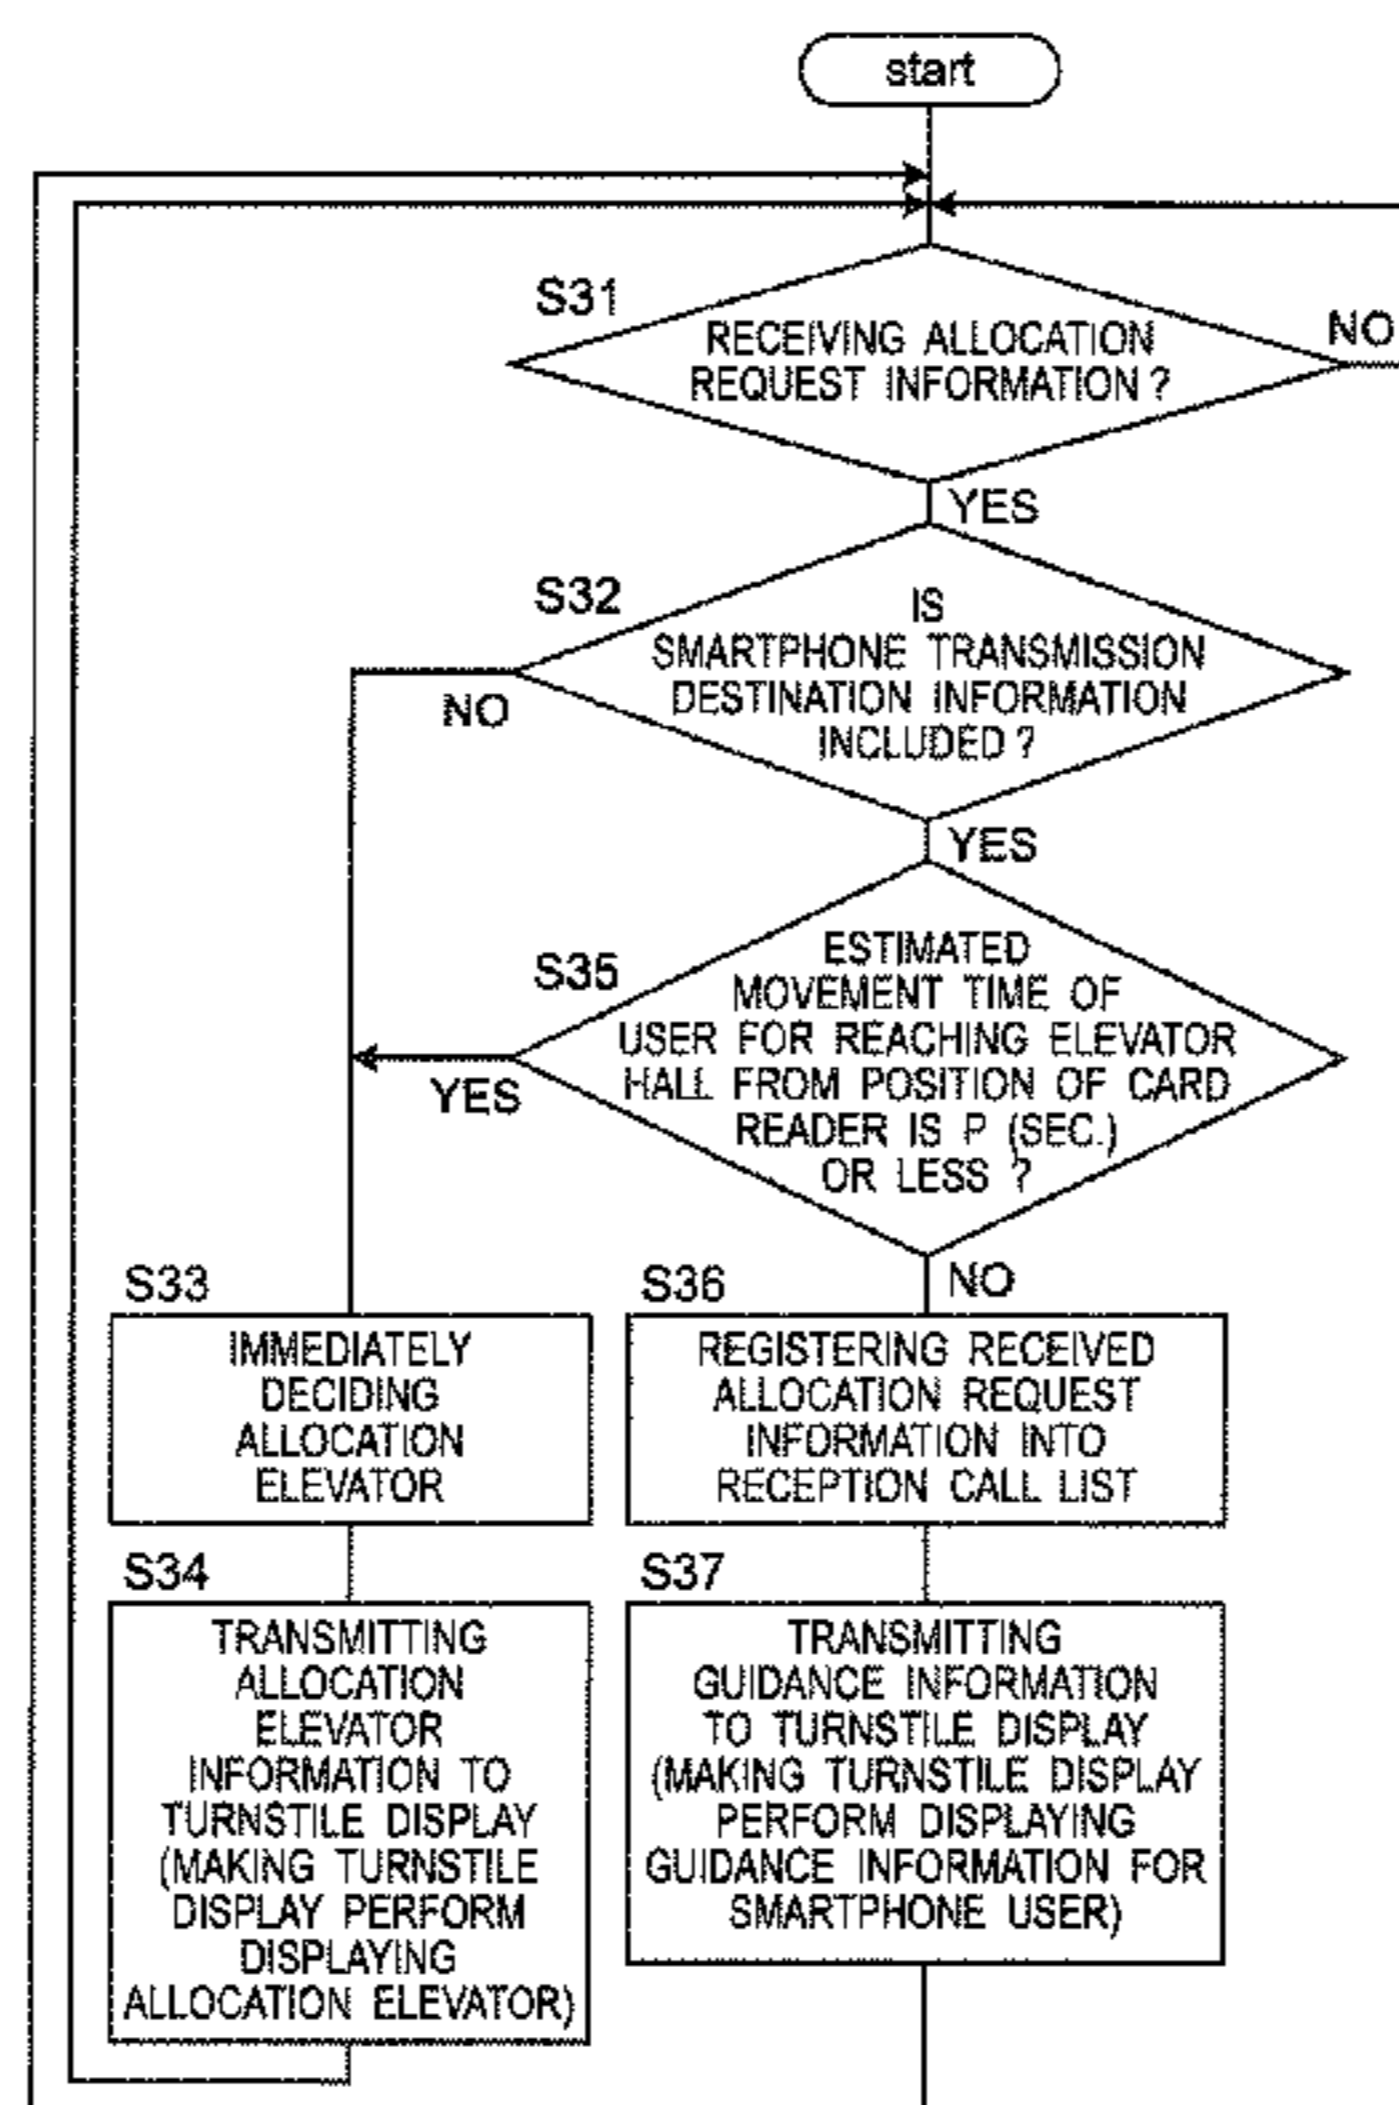 start
S31
RECEIVING ALLOCATION
REQUEST INFORMATION ?
NO
YES
S32
IS
SMARTPHONE TRANSMISSION
DESTINATION INFORMATION
INCLUDED ?
NO
YES
S35
ESTIMATED
MOVEMENT TIME OF
USER FOR REACHING ELEVATOR
HALL FROM POSITION OF CARD
READER IS P (SEC.)
OR LESS ?
YES
NO
S33
IMMEDIATELY
DECIDING
ALLOCATION
ELEVATOR
S36
REGISTERING RECEIVED
ALLOCATION REQUEST
INFORMATION INTO
RECEPTION CALL LIST
S34
TRANSMITTING
ALLOCATION
ELEVATOR
INFORMATION TO
TURNSTILE DISPLAY
(MAKING TURNSTILE
DISPLAY PERFORM
DISPLAYING
ALLOCATION ELEVATOR)
S37
TRANSMITTING
GUIDANCE INFORMATION
TO TURNSTILE DISPLAY
(MAKING TURNSTILE DISPLAY
PERFORM DISPLAYING
GUIDANCE INFORMATION FOR
SMARTPHONE USER)